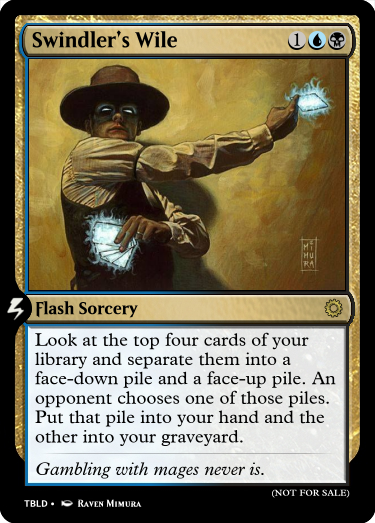 Swindler's Wile 1
MIMURA
Flash Sorcery
Look at the top four cards of your
library and separate them into a
face-down pile and a face-up pile. An
opponent chooses one of those piles.
Put that pile into your hand and the
other into your graveyard.
Gambling with mages never is.
(NOT FOR SALE)
TBLD • Raven Mimura